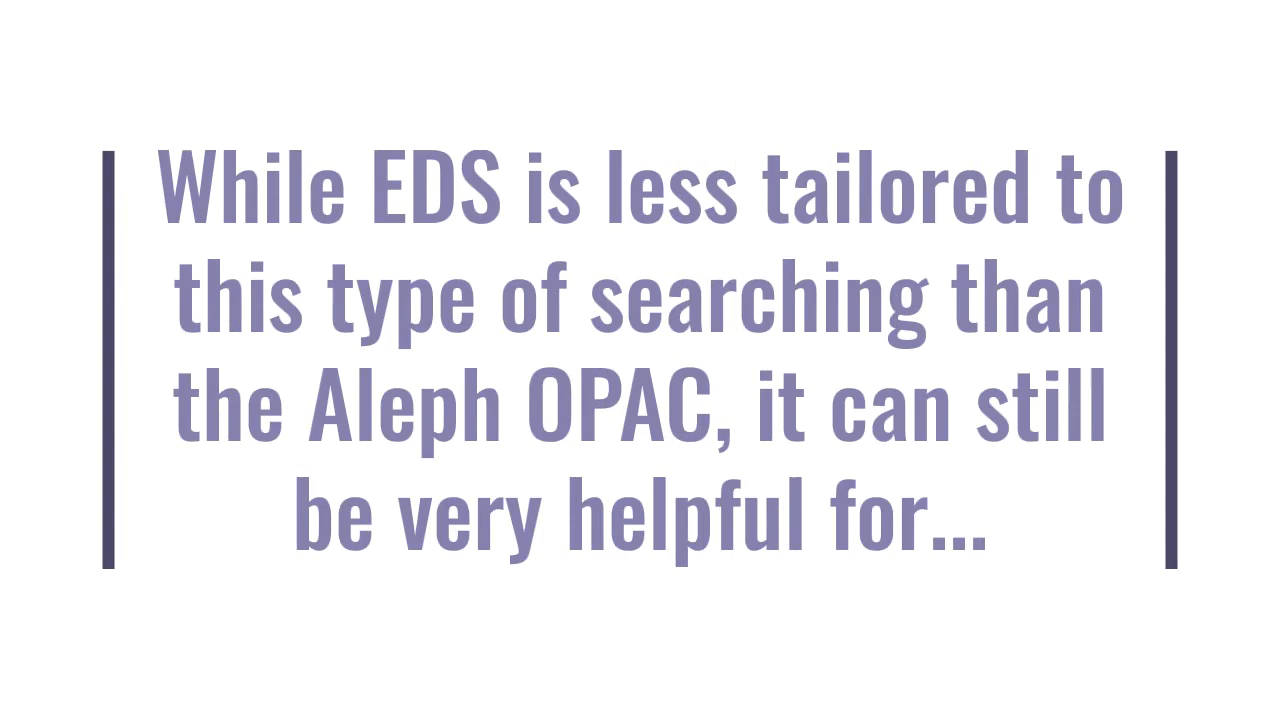 While EDS is less tailored to
this type of searching than
the Aleph OPAC, it can still
be very helpful for...